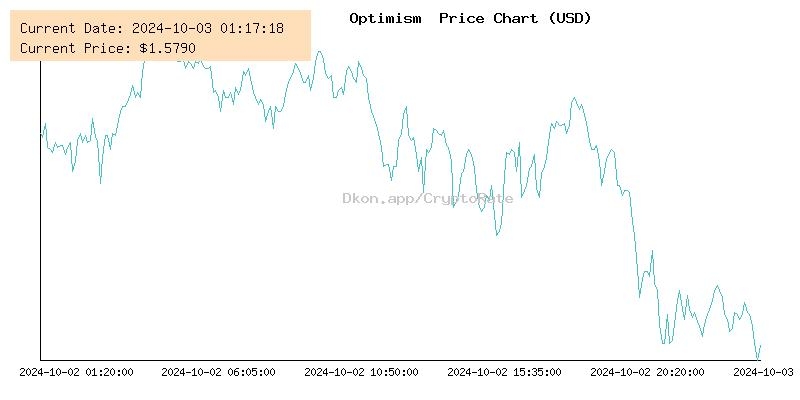 Optimism Price Chart (USD)
Current Date: 2024-10-03 01:17:18
Current Price: $1.5790
Dkon.app/CryptoRate
2024-10-02 01:20:00 2024-10-02 06:05:00 2024-10-02 10:50:00 2024-10-02 15:35:00 2024-10-02 20:20:00 2024-10-03